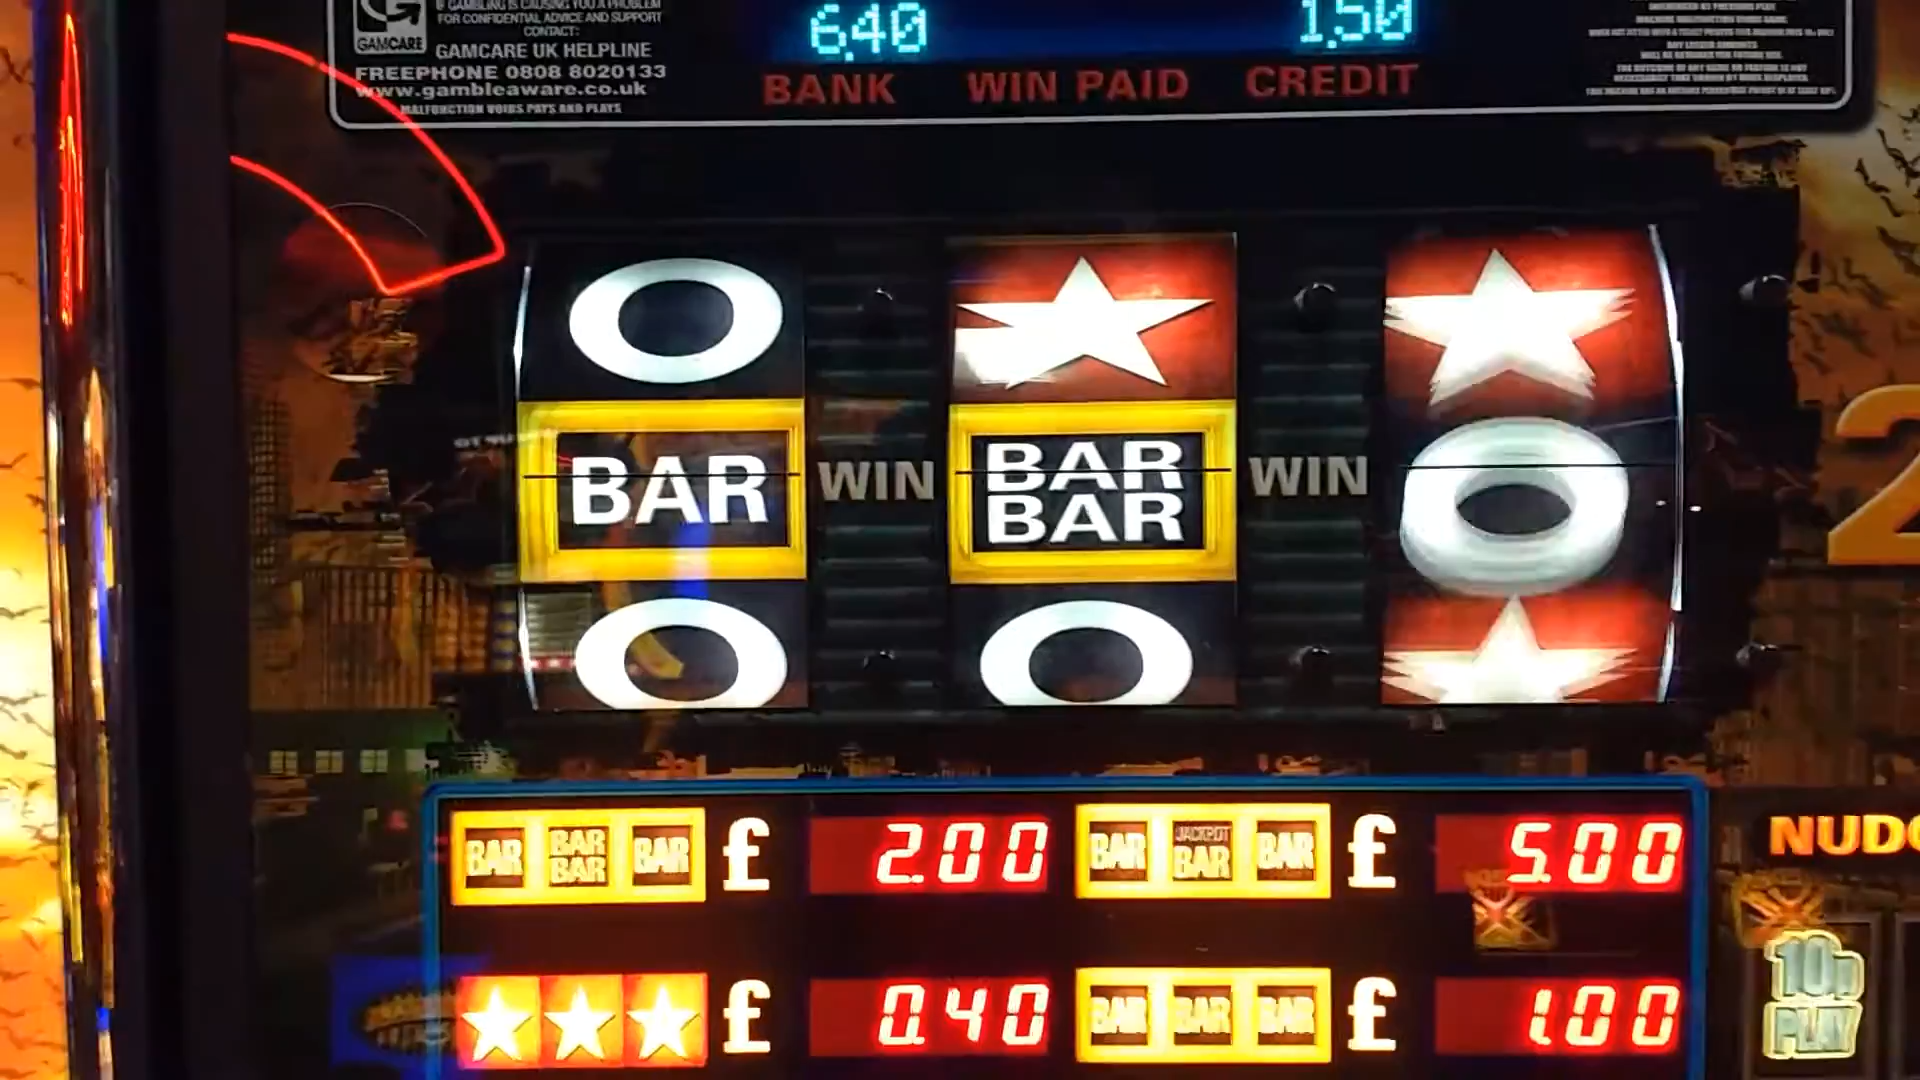 IF GAMBLING IS CAUSING YOU A PROBLEM
FOR CONFIDENTIAL ADVICE AND SUPPORT
CONTACT:
GAMCARE
GAMCARE UK HELPLINE
FREEPHONE 0808 8020133
www.gambleaware.co.uk
MALFUNCTION VOIDS PAYS AND PLAYS
6.40
1.50
BANK WIN PAID CREDIT
BAR WIN BAR BAR WIN
2
BAR BAR BAR BAR £ 2.00
BAR JACKPOT BAR BAR £ 5.00
NUDG
£ 0.40
BAR BAR BAR £ 1.00
10p
PLAY